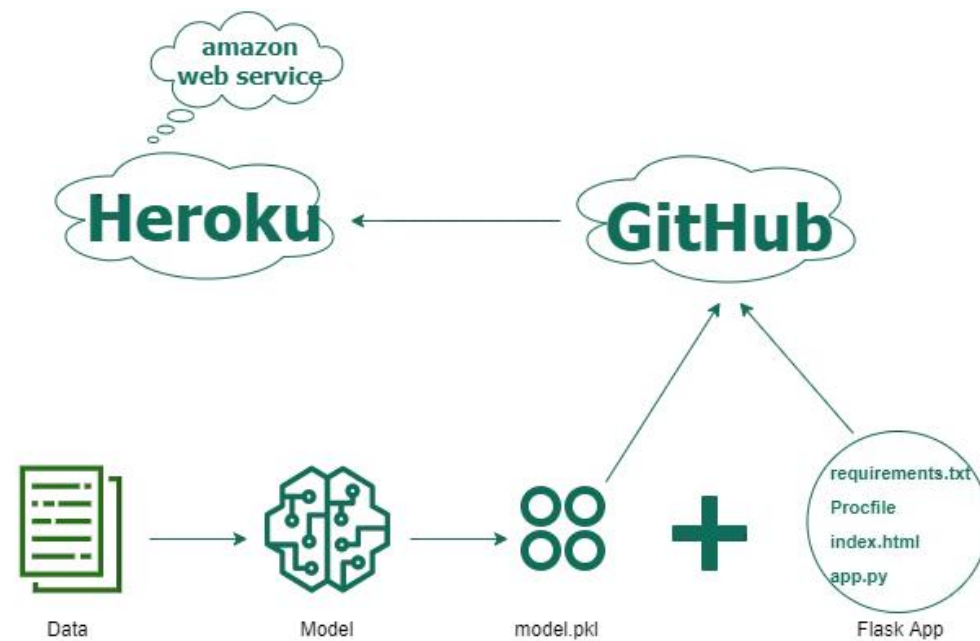 amazon
web service
Heroku
GitHub
requirements.txt
Procfile
index.html
app.py
Data
Model
model.pkl
Flask App